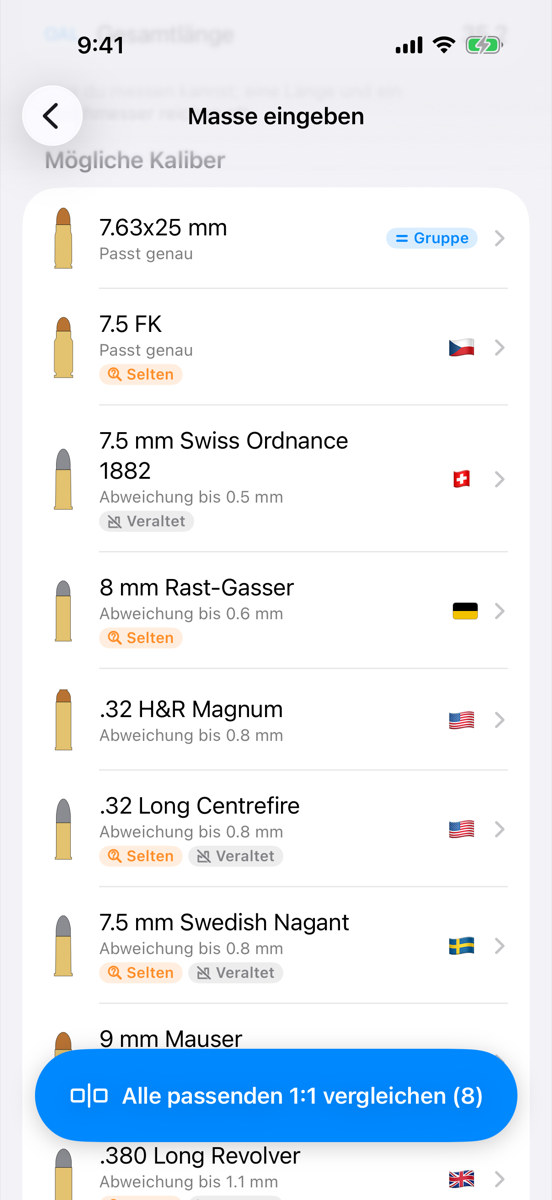 9:41
Masse eingeben
Mögliche Kaliber
7.63x25 mm
Passt genau
Gruppe
7.5 FK
Passt genau
Selten
7.5 mm Swiss Ordnance
1882
Abweichung bis 0.5 mm
Veraltet
8 mm Rast-Gasser
Abweichung bis 0.6 mm
Selten
.32 H&R Magnum
Abweichung bis 0.8 mm
.32 Long Centrefire
Abweichung bis 0.8 mm
Selten Veraltet
7.5 mm Swedish Nagant
Abweichung bis 0.8 mm
Selten Veraltet
9 mm Mauser
Alle passenden 1:1 vergleichen (8)
.380 Long Revolver
Abweichung bis 1.1 mm